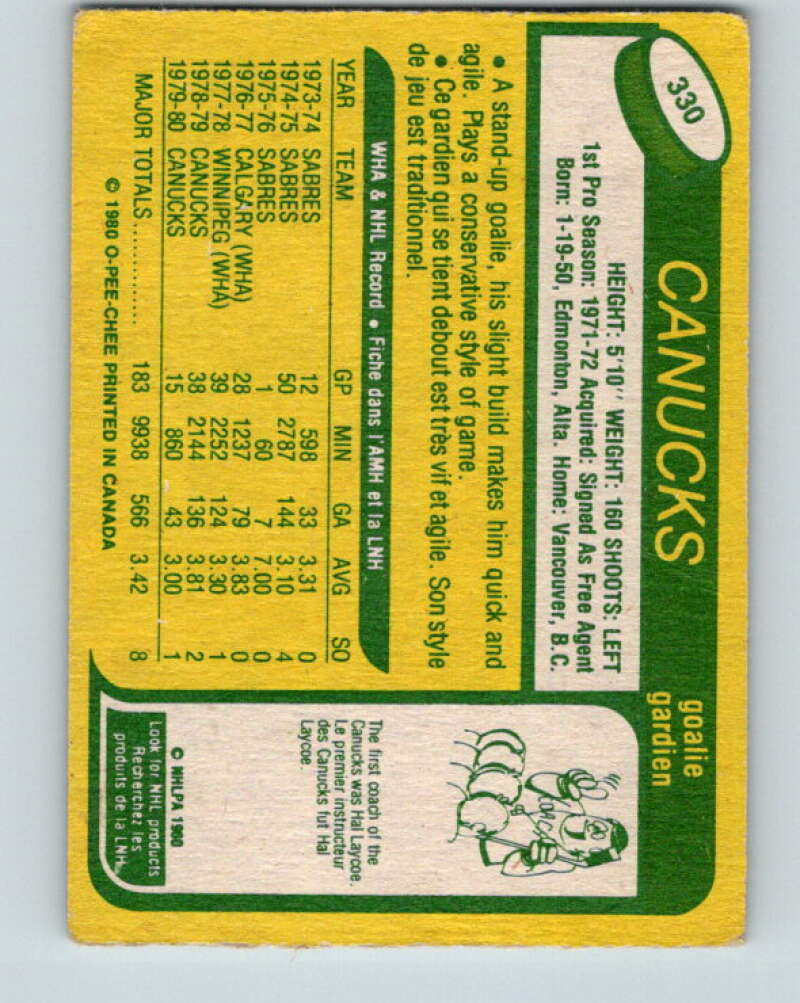 330
CANUCKS
goalie
gardien
HEIGHT: 5'10'' WEIGHT: 160 SHOOTS: LEFT
1st Pro Season: 1971-72 Acquired: Signed As Free Agent
Born: 1-19-50, Edmonton, Alta. Home: Vancouver, B.C.
• A stand-up goalie, his slight build makes him quick and
agile. Plays a conservative style of game.
• Ce gardien qui se tient debout est très vif et agile. Son style
de jeu est traditionnel.
WHA & NHL Record • Fiche dans l'AMH et la LNH
YEAR TEAM GP MIN GA AVG SO
1973-74 SABRES 12 598 33 3.31 0
1974-75 SABRES 50 2787 144 3.10 4
1975-76 SABRES 1 60 7 7.00 0
1976-77 CALGARY (WHA) 28 1237 79 3.83 0
1977-78 WINNIPEG (WHA) 39 2252 124 3.30 1
1978-79 CANUCKS 38 2144 136 3.81 2
1979-80 CANUCKS 15 860 43 3.00 1
MAJOR TOTALS .............. 183 9938 566 3.42 8
© 1980 O-PEE-CHEE PRINTED IN CANADA
COACH
The first coach of the
Canucks was Hal Laycoe.
Le premier instructeur
des Canucks fut Hal
Laycoe.
© NHLPA 1980
Look for NHL products
Recherchez les
produits de la LNH